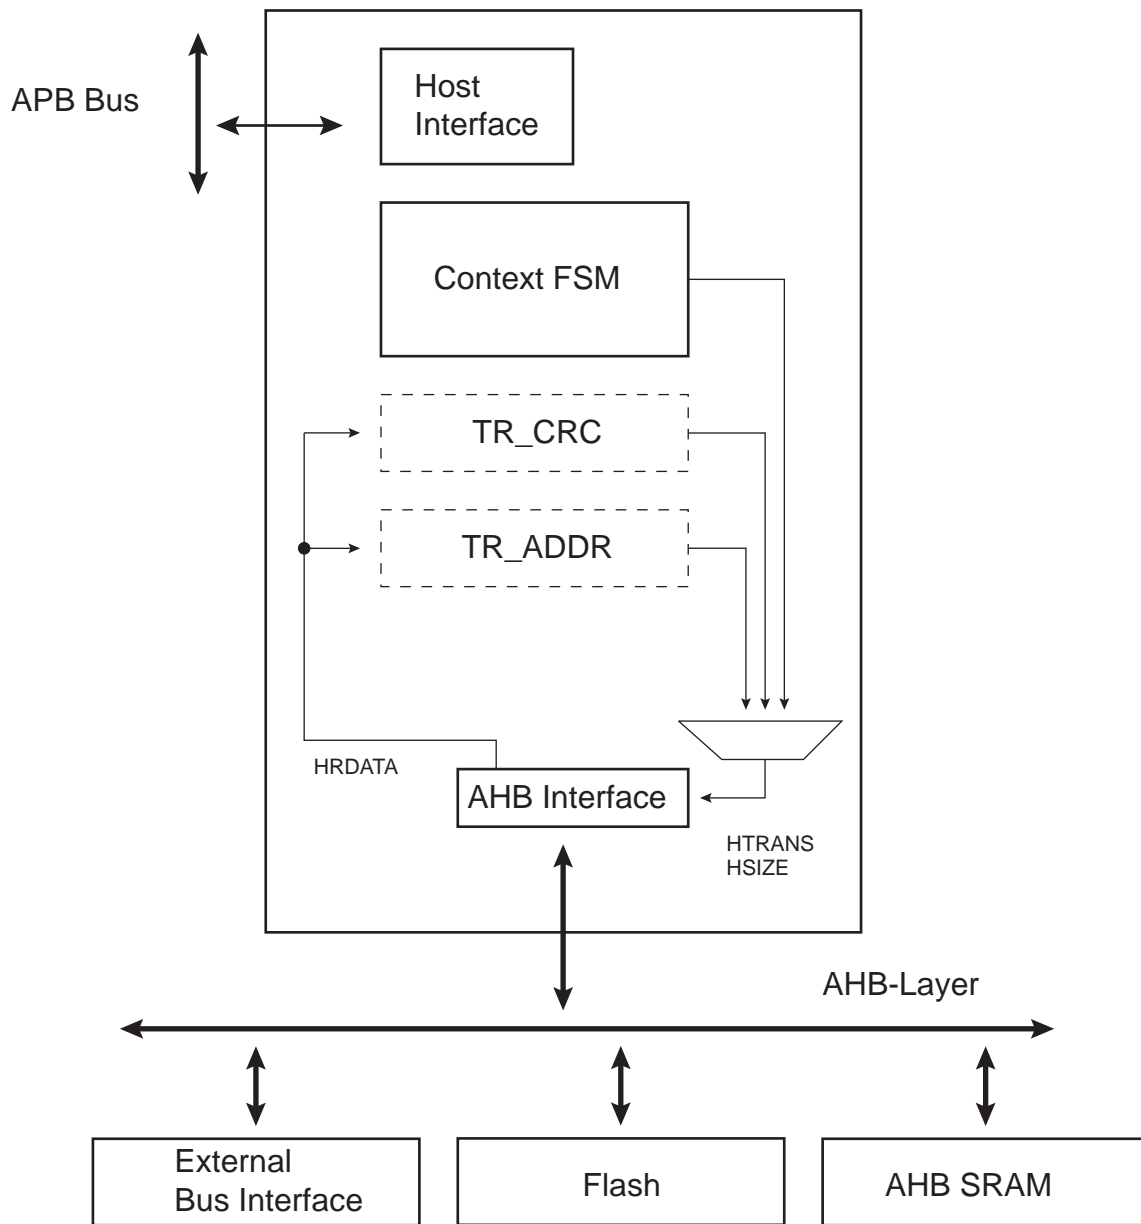 APB Bus
Host
Interface
Context FSM
TR_CRC
TR_ADDR
HRDATA
AHB Interface
HTRANS
HSIZE
AHB-Layer
External
Bus Interface
Flash
AHB SRAM